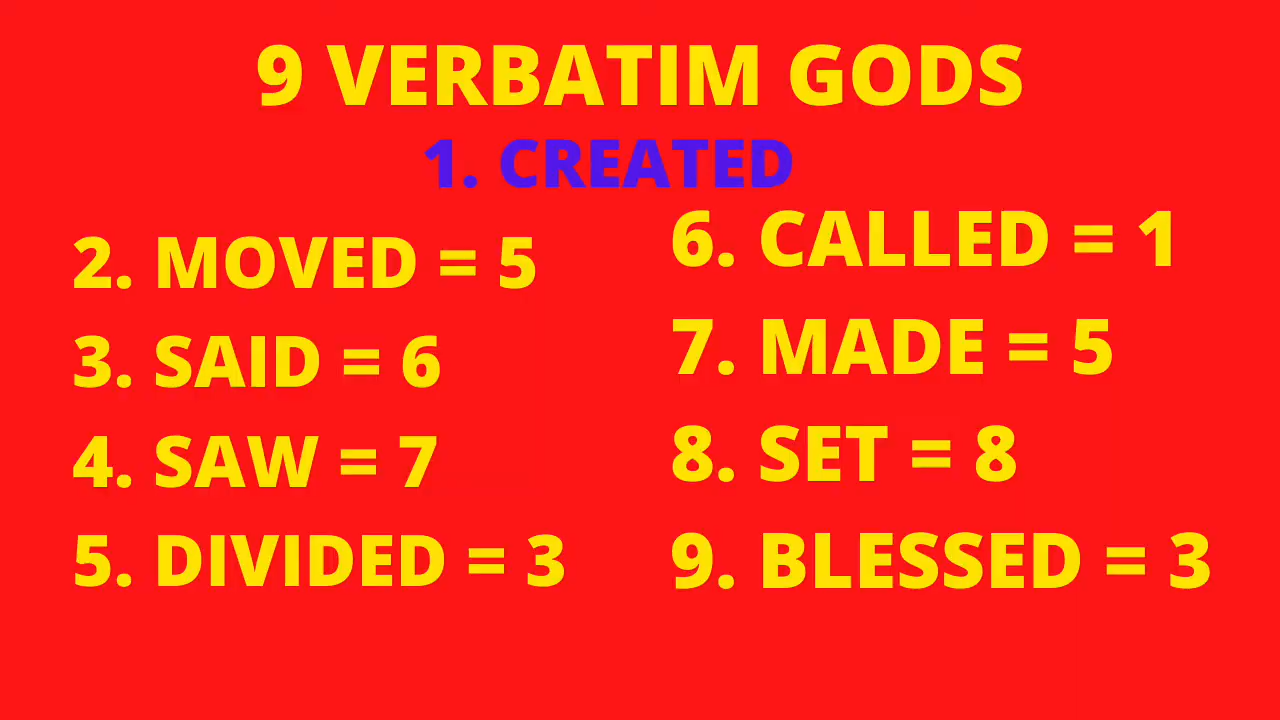 9 VERBATIM GODS
1. CREATED
2. MOVED = 5
3. SAID = 6
4. SAW = 7
5. DIVIDED = 3
6. CALLED = 1
7. MADE = 5
8. SET = 8
9. BLESSED = 3